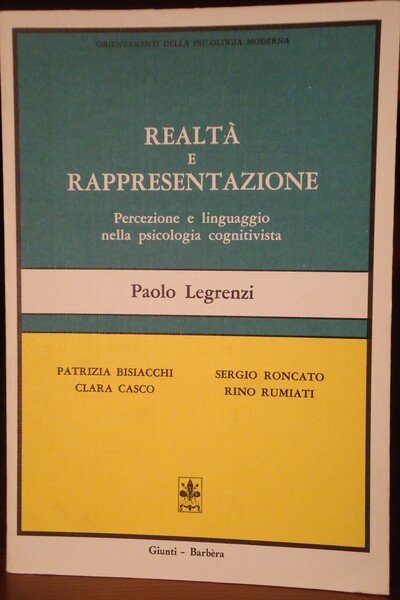 ORIENTAMENTI DELLA PSICOLOGIA MODERNA
REALTÀ
E
RAPPRESENTAZIONE
Percezione e linguaggio
nella psicologia cognitivista
Paolo Legrenzi
PATRIZIA BISIACCHI
CLARA CASCO
SERGIO RONCATO
RINO RUMIATI
Giunti - Barbèra